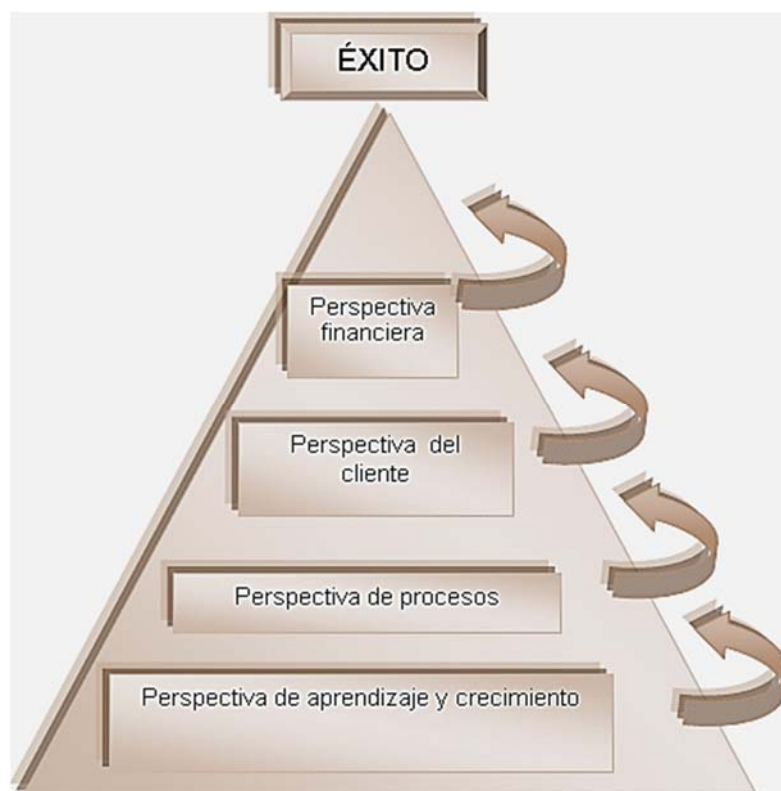 ÉXITO
Perspectiva
financiera
Perspectiva del
cliente
Perspectiva de procesos
Perspectiva de aprendizaje y crecimiento